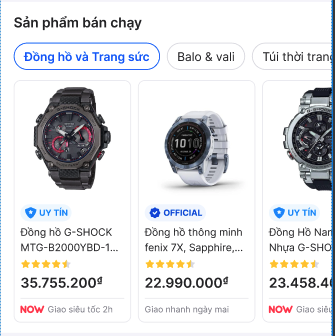 Sản phẩm bán chạy
Đồng hồ và Trang sức
Balo & vali
Túi thời trang
UY TÍN
Đồng hồ G-SHOCK
MTG-B2000YBD-1...
35.755.200₫
NOW Giao siêu tốc 2h
OFFICIAL
Đồng hồ thông minh
fenix 7X, Sapphire,...
22.990.000₫
Giao nhanh ngày mai
UY TÍN
Đồng Hồ Nam
Nhựa G-SHO
23.458.4
NOW Giao siêu